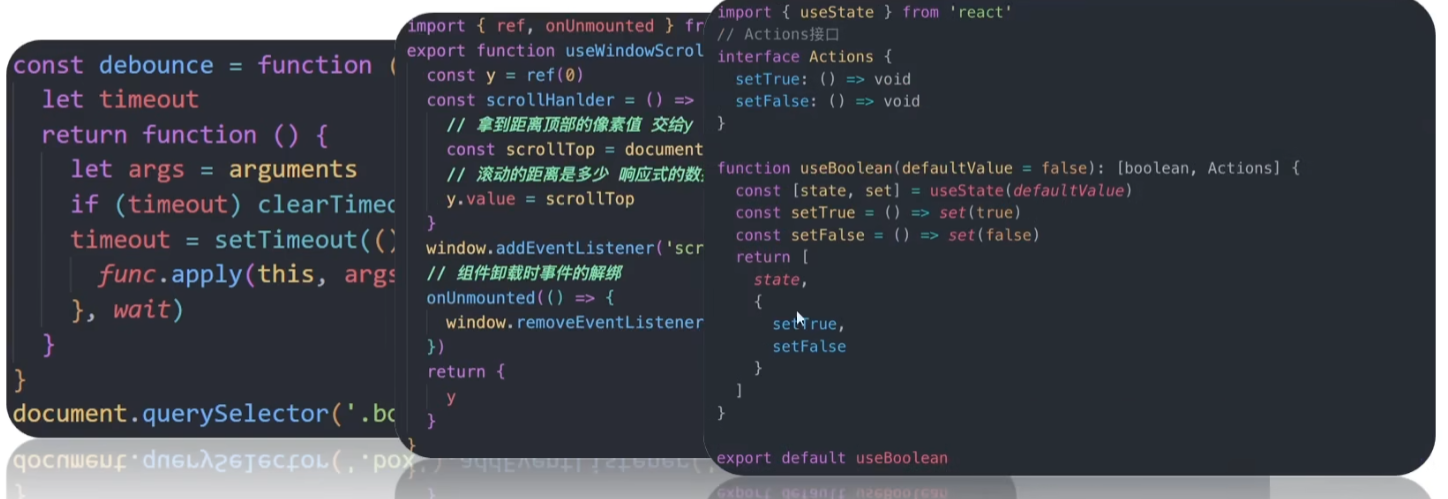 const debounce = function (
let timeout
return function () {
let args = arguments
if (timeout) clearTimeo
timeout = setTimeout(()
func.apply(this, args
}, wait)
}
}
document.querySelector('.bo
import { ref, onUnmounted } fr
export function useWindowScrol
const y = ref(0)
const scrollHanlder = () =>
// 拿到距离顶部的像素值 交给y
const scrollTop = document
// 滚动的距离是多少 响应式的数
y.value = scrollTop
}
window.addEventListener('scr
// 组件卸载时事件的解绑
onUnmounted(() => {
window.removeEventListener
})
return {
y
}
}
import { useState } from 'react'
// Actions接口
interface Actions {
setTrue: () => void
setFalse: () => void
}
function useBoolean(defaultValue = false): [boolean, Actions] {
const [state, set] = useState(defaultValue)
const setTrue = () => set(true)
const setFalse = () => set(false)
return [
state,
{
setTrue,
setFalse
}
]
}
export default useBoolean